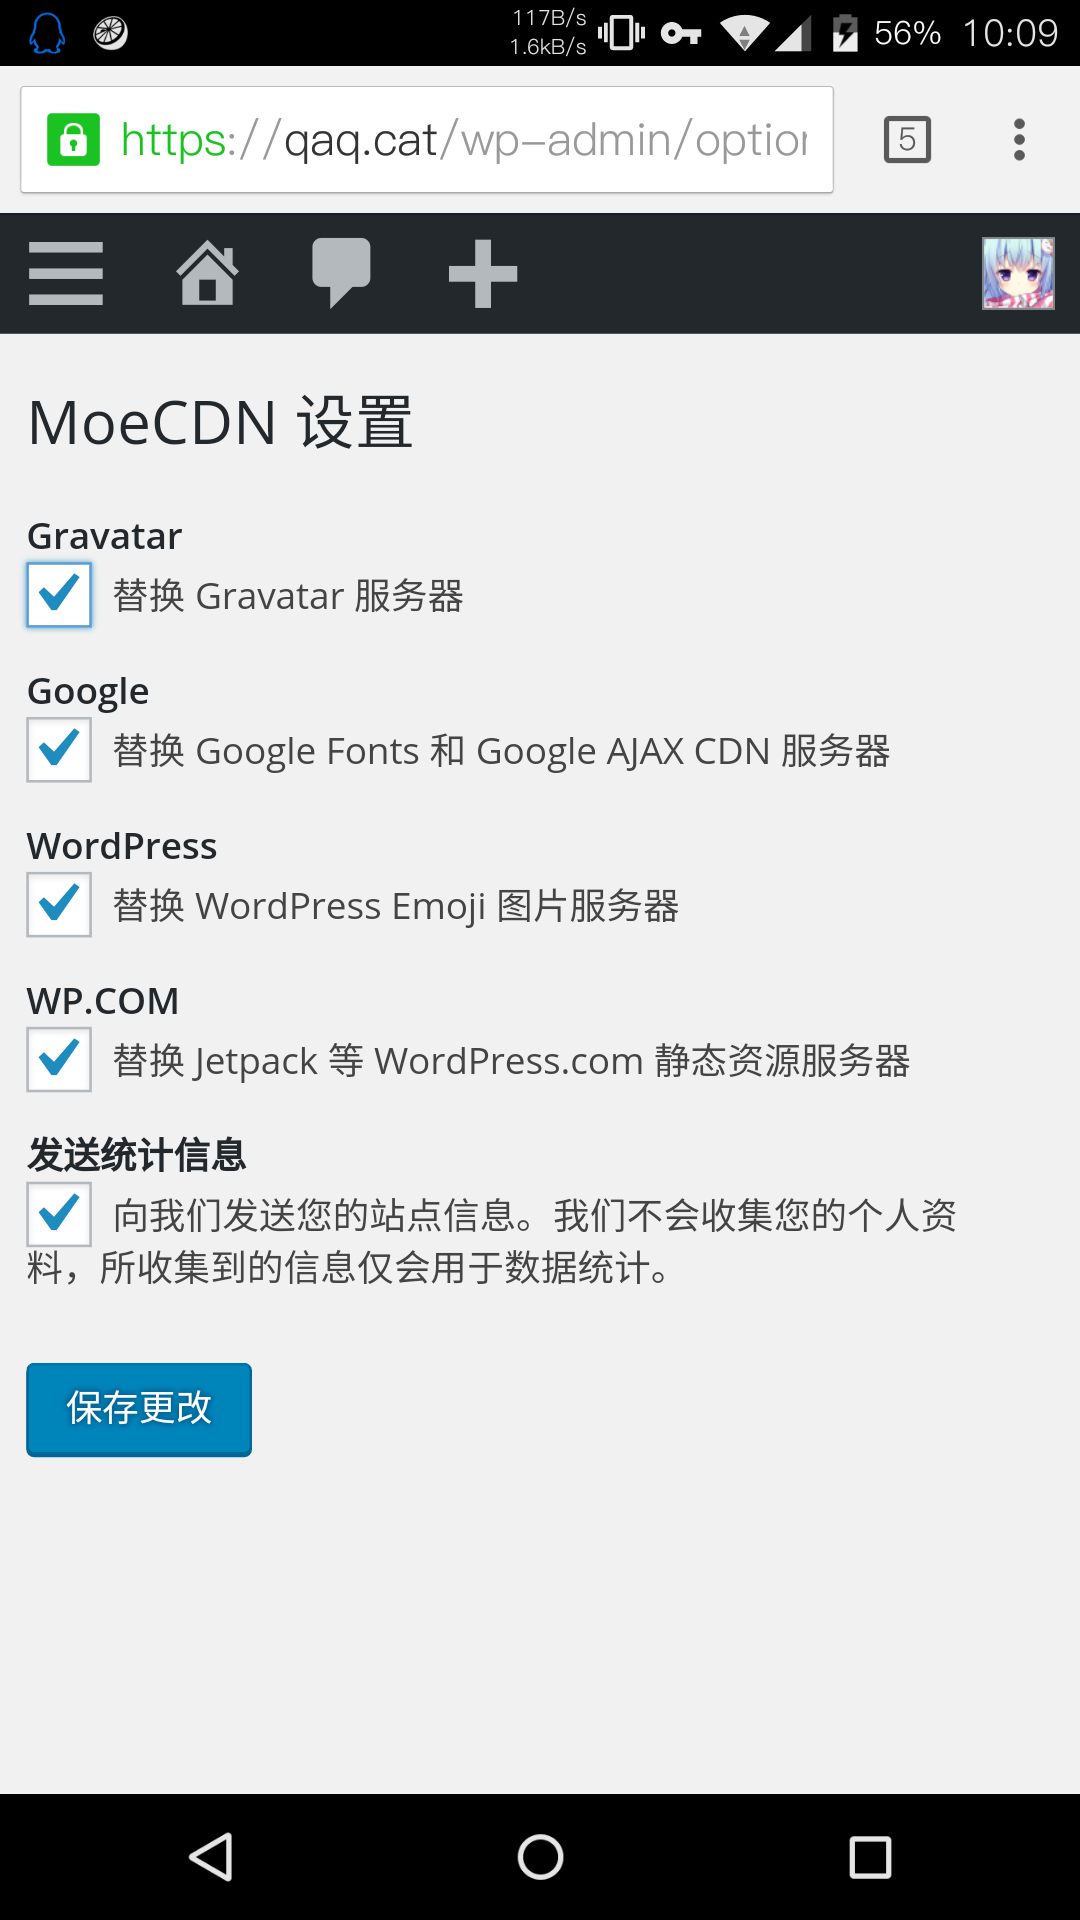 117B/s
1.6kB/s
56% 10:09
https://qaq.cat/wp-admin/option
5
MoeCDN 设置
Gravatar
替换 Gravatar 服务器
Google
替换 Google Fonts 和 Google AJAX CDN 服务器
WordPress
替换 WordPress Emoji 图片服务器
WP.COM
替换 Jetpack 等 WordPress.com 静态资源服务器
发送统计信息
向我们发送您的站点信息。我们不会收集您的个人资
料，所收集到的信息仅会用于数据统计。
保存更改